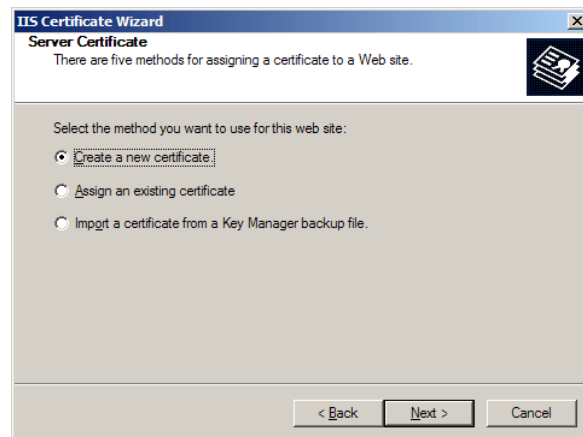 IIS Certificate Wizard
Server Certificate
There are five methods for assigning a certificate to a Web site.
Select the method you want to use for this web site:
Create a new certificate.
Assign an existing certificate
Import a certificate from a Key Manager backup file.
< Back Next > Cancel